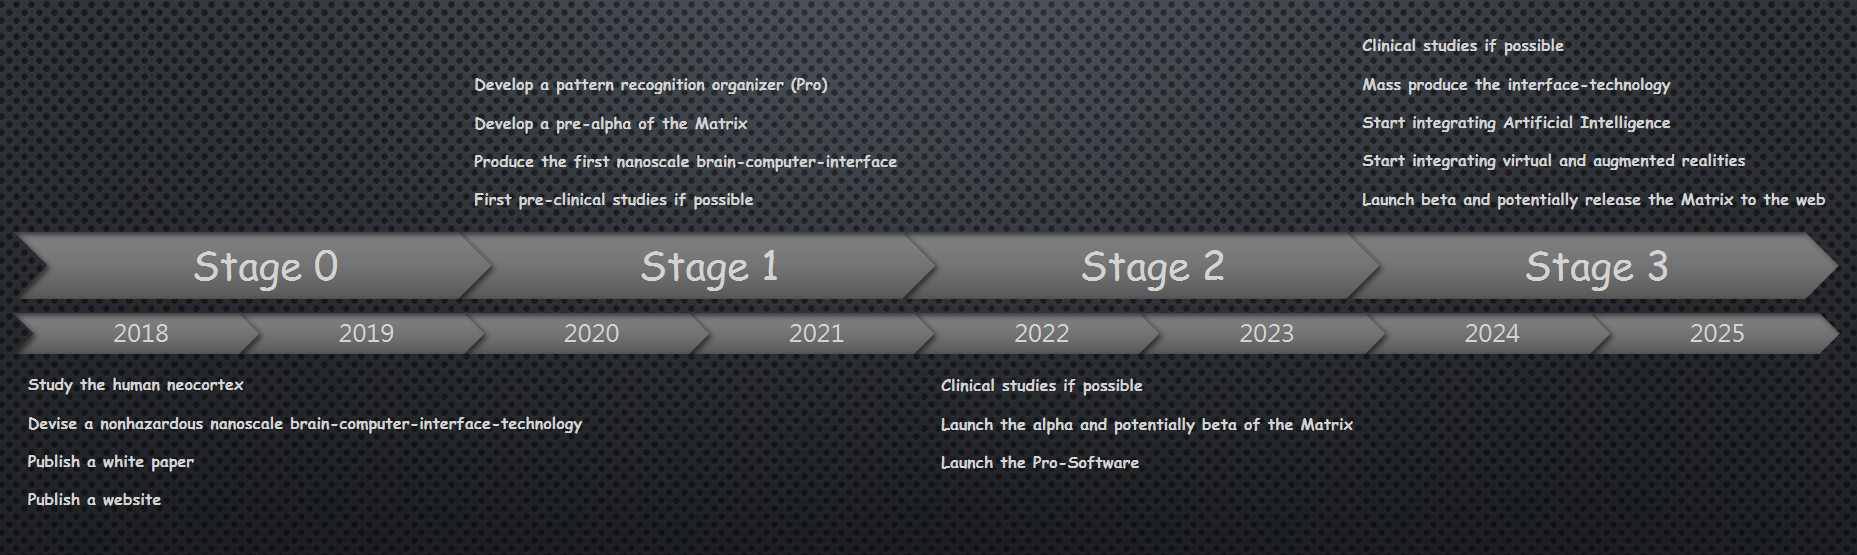 Clinical studies if possible
Develop a pattern recognition organizer (Pro)
Mass produce the interface-technology
Develop a pre-alpha of the Matrix
Start integrating Artificial Intelligence
Produce the first nanoscale brain-computer-interface
Start integrating virtual and augmented realities
First pre-clinical studies if possible
Launch beta and potentially release the Matrix to the web
Stage 0
Stage 1
Stage 2
Stage 3
2018
2019
2020
2021
2022
2023
2024
2025
Study the human neocortex
Devise a nonhazardous nanoscale brain-computer-interface-technology
Publish a white paper
Publish a website
Clinical studies if possible
Launch the alpha and potentially beta of the Matrix
Launch the Pro-Software